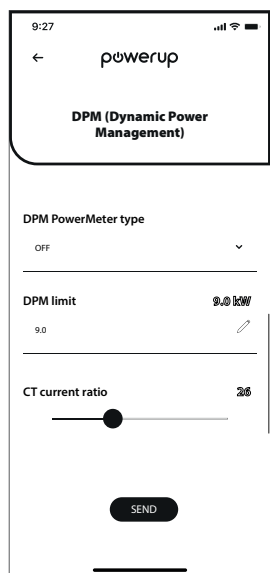 9:27
powerup
DPM (Dynamic Power
Management)
DPM PowerMeter type
OFF
DPM limit 9.0 kW
9.0
CT current ratio 26
SEND